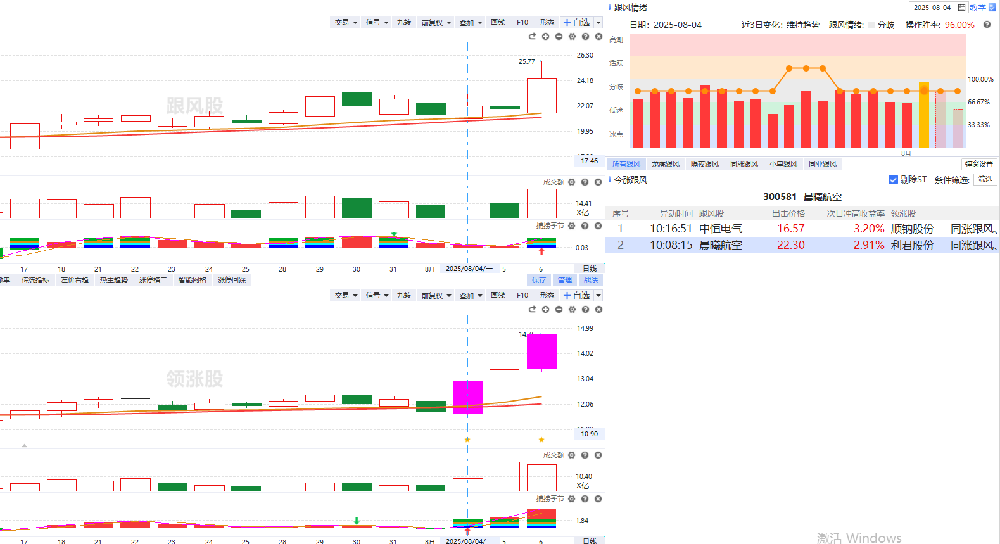 交易 信号 九转 前复权 叠加 画线 F10 形态 自选
跟风股
25.77
26.30
24.18
22.07
19.95
17.46
成交额
14.41
X亿
捕捞季节
0.03
17 18 21 22 23 24 25 28 29 30 31 8月 2025/08/04/一 5 6 日线
单 传统指标 左价右趋 热主趋势 涨停横二 智能网格 涨停回踩 保存 管理 战法
交易 信号 九转 前复权 叠加 画线 F10 形态 自选
领涨股
14.75
14.99
14.02
13.04
12.06
10.90
成交额
10.40
X亿
捕捞季节
1.84
17 18 21 22 23 24 25 28 29 30 31 8月 2025/08/04/一 5 6 日线
跟风情绪 2025-08-04 教学
日期: 2025-08-04 近3日变化: 维持趋势 跟风情绪: 分歧 操作胜率: 96.00%
高潮
活跃
分歧
低迷
冰点
100.00%
66.67%
33.33%
8月
所有跟风 龙虎跟风 隔夜跟风 同涨跟风 小单跟风 同业跟风 弹窗设置
今涨跟风 剔除ST 条件筛选: 筛选
300581 晨曦航空
序号 异动时间 跟风股 出击价格 次日冲高收益率 领涨股
1 10:16:51 中恒电气 16.57 3.20% 顺钠股份 同涨跟风、
2 10:08:15 晨曦航空 22.30 2.91% 利君股份 同涨跟风、
激活 Windows